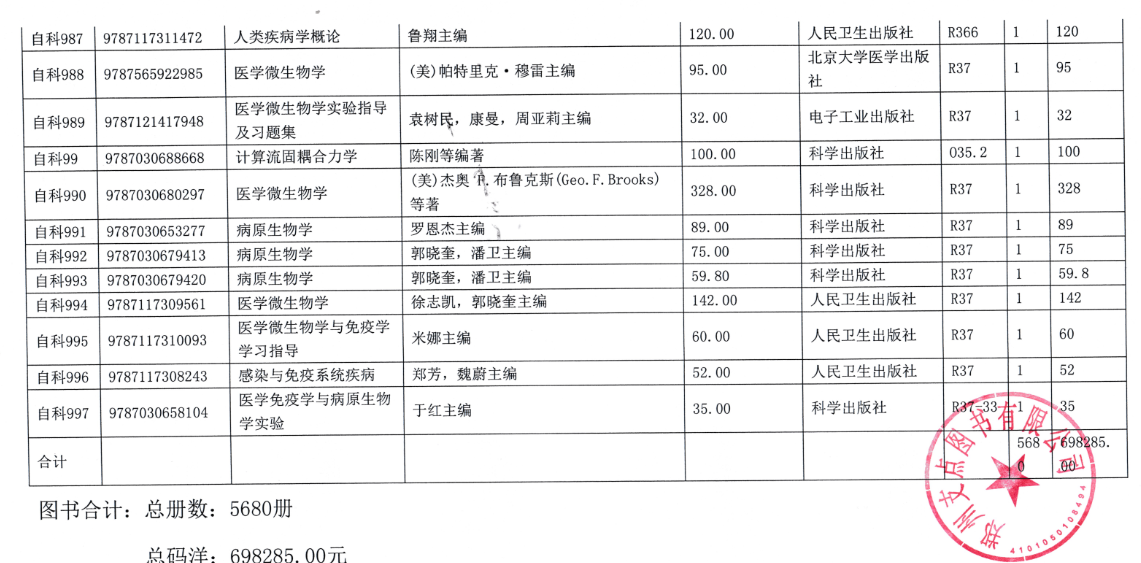 自科987 9787117311472 人类疾病学概论 鲁翔主编 120.00 人民卫生出版社 R366 1 120
自科988 9787565922985 医学微生物学 (美)帕特里克·穆雷主编 95.00 北京大学医学出版社 R37 1 95
自科989 9787121417948 医学微生物学实验指导及习题集 袁树民，康曼，周亚莉主编 32.00 电子工业出版社 R37 1 32
自科99 9787030688668 计算流固耦合力学 陈刚等编著 100.00 科学出版社 O35.2 1 100
自科990 9787030680297 医学微生物学 (美)杰奥·F.布鲁克斯(Geo.F.Brooks)等著 328.00 科学出版社 R37 1 328
自科991 9787030653277 病原生物学 罗恩杰主编 89.00 科学出版社 R37 1 89
自科992 9787030679413 病原生物学 郭晓奎，潘卫主编 75.00 科学出版社 R37 1 75
自科993 9787030679420 病原生物学 郭晓奎，潘卫主编 59.80 科学出版社 R37 1 59.8
自科994 9787117309561 医学微生物学 徐志凯，郭晓奎主编 142.00 人民卫生出版社 R37 1 142
自科995 9787117310093 医学微生物学与免疫学学习指导 米娜主编 60.00 人民卫生出版社 R37 1 60
自科996 9787117308243 感染与免疫系统疾病 郑芳，魏蔚主编 52.00 人民卫生出版社 R37 1 52
自科997 9787030658104 医学免疫学与病原生物学实验 于红主编 35.00 科学出版社 R37-33 1 35
合计 5680 698285.00
郑州支点图书有限公司
4101050108494
图书合计：总册数：5680册
总码洋：698285.00元